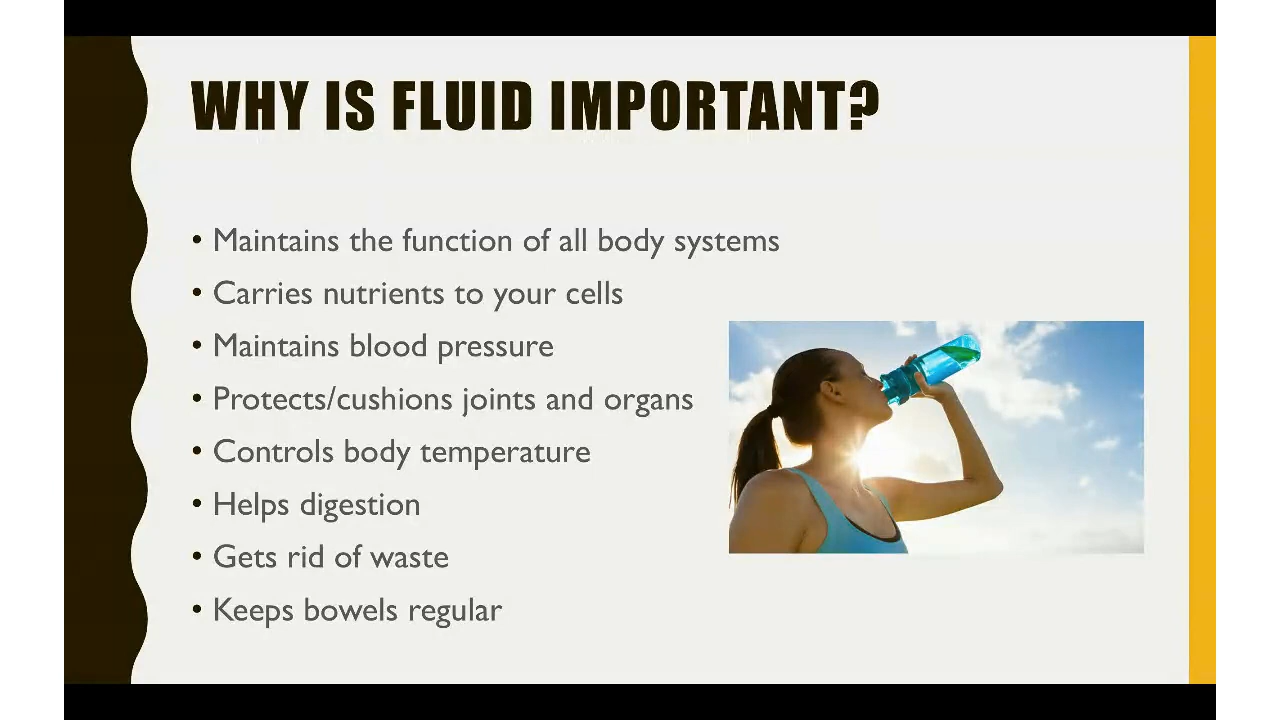 WHY IS FLUID IMPORTANT?
• Maintains the function of all body systems
• Carries nutrients to your cells
• Maintains blood pressure
• Protects/cushions joints and organs
• Controls body temperature
• Helps digestion
• Gets rid of waste
• Keeps bowels regular